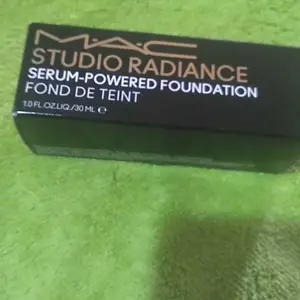 M·A·C
STUDIO RADIANCE
SERUM-POWERED FOUNDATION
FOND DE TEINT
1.0 FL.OZ.LIQ./30 ML ℮